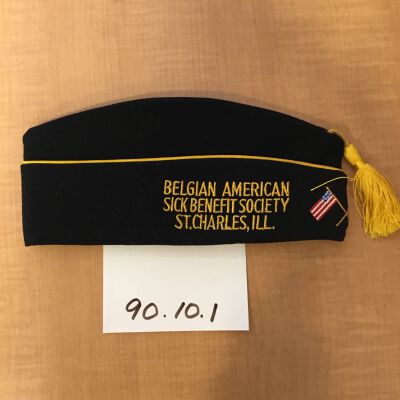 BELGIAN AMERICAN
SICK BENEFIT SOCIETY
ST. CHARLES, ILL.
90.10.1